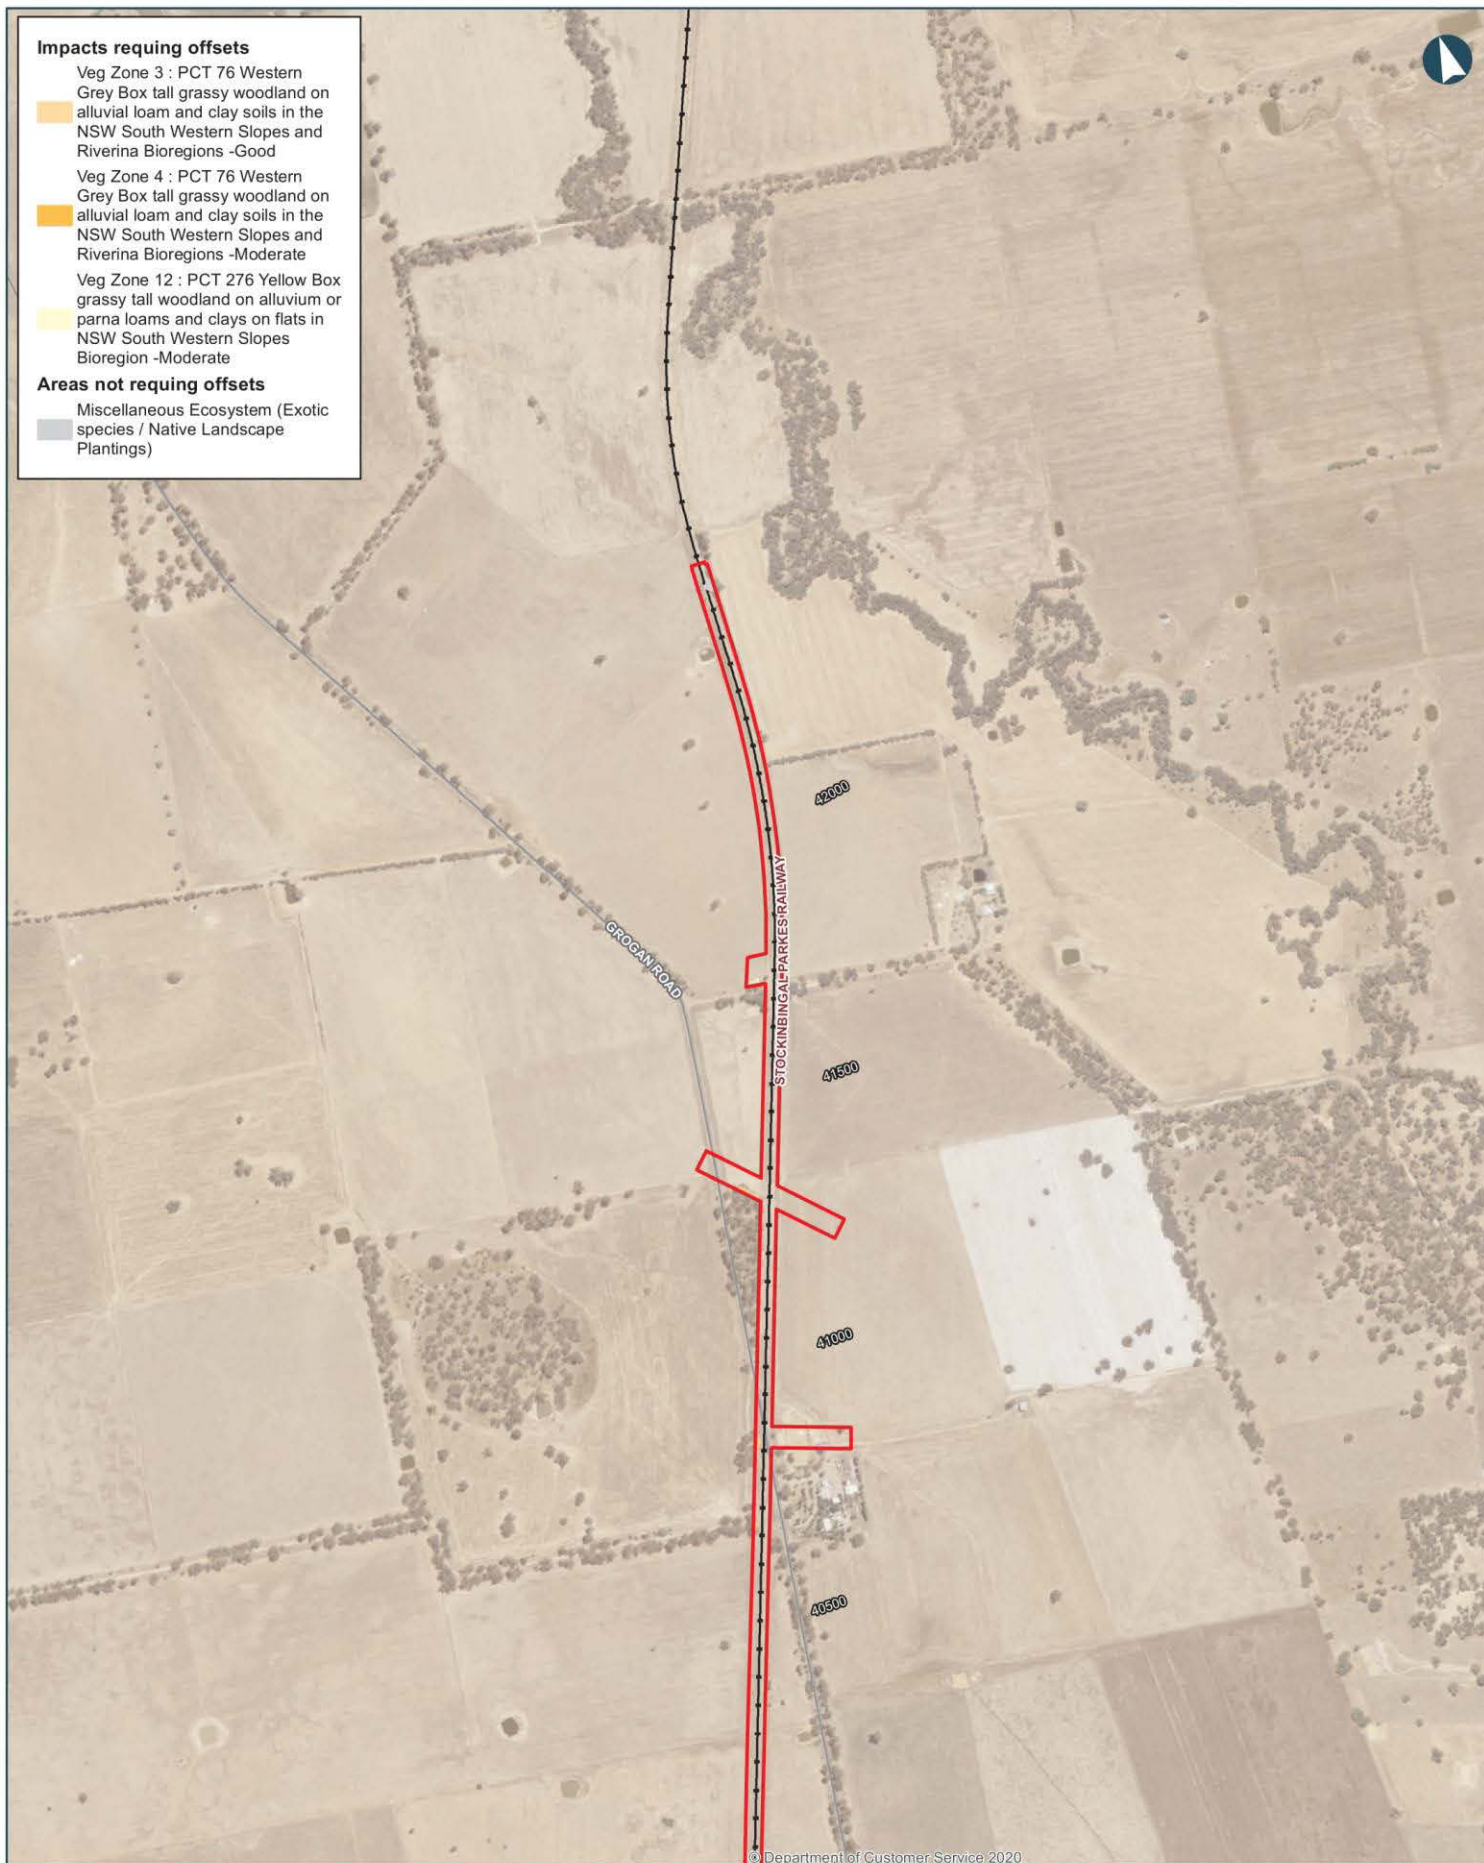 Impacts requing offsets
Veg Zone 3 : PCT 76 Western
Grey Box tall grassy woodland on
alluvial loam and clay soils in the
NSW South Western Slopes and
Riverina Bioregions -Good
Veg Zone 4 : PCT 76 Western
Grey Box tall grassy woodland on
alluvial loam and clay soils in the
NSW South Western Slopes and
Riverina Bioregions -Moderate
Veg Zone 12 : PCT 276 Yellow Box
grassy tall woodland on alluvium or
parna loams and clays on flats in
NSW South Western Slopes
Bioregion -Moderate
Areas not requing offsets
Miscellaneous Ecosystem (Exotic
species / Native Landscape
Plantings)
42000
STOCKINBINGAL PARKES RAILWAY
GROGAN ROAD
41500
41000
40500
© Department of Customer Service 2020